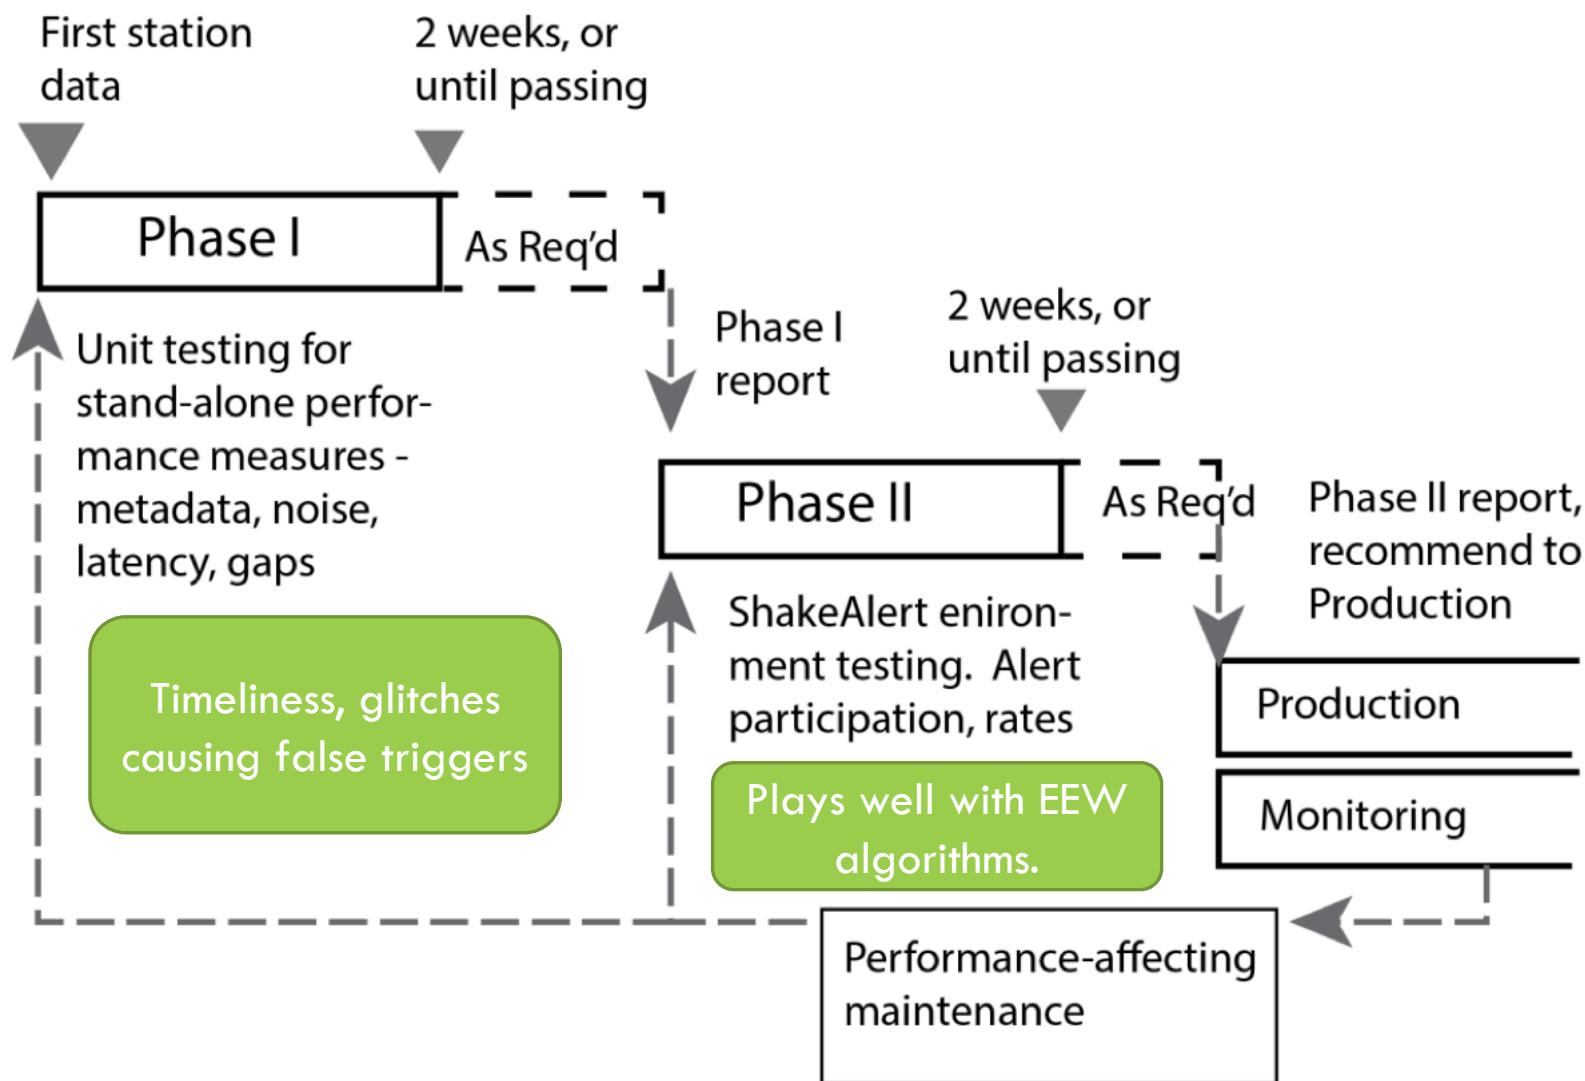 First station
data
2 weeks, or
until passing
Phase I
As Req'd
Unit testing for
stand-alone perfor-
mance measures -
metadata, noise,
latency, gaps
Timeliness, glitches
causing false triggers
Phase I
report
2 weeks, or
until passing
Phase II
As Req'd
ShakeAlert eniron-
ment testing.  Alert
participation, rates
Plays well with EEW
algorithms.
Phase II report,
recommend to
Production
Production
Monitoring
Performance-affecting
maintenance